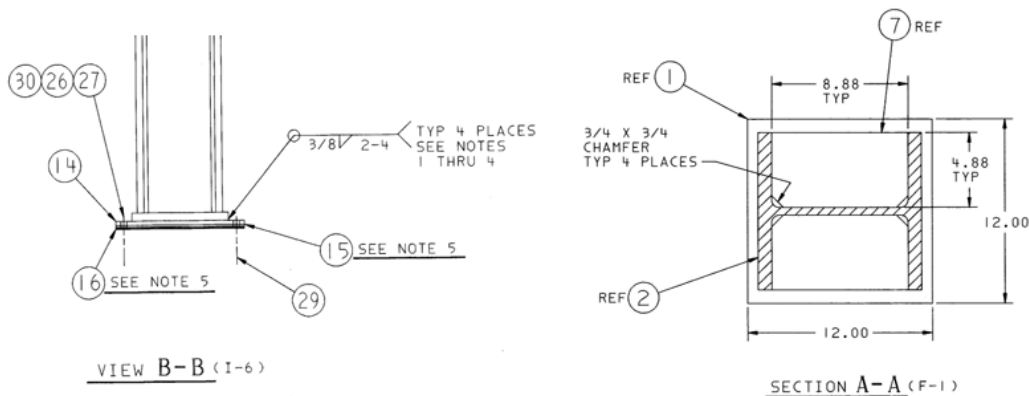 30 26 27
14
16 SEE NOTE 5
VIEW B-B (I-6)
3/8 2-4
TYP 4 PLACES
SEE NOTES
1 THRU 4
15 SEE NOTE 5
29
7 REF
REF 1
8.88
TYP
3/4 X 3/4
CHAMFER
TYP 4 PLACES
4.88
TYP
12.00
REF 2
12.00
SECTION A-A (F-1)